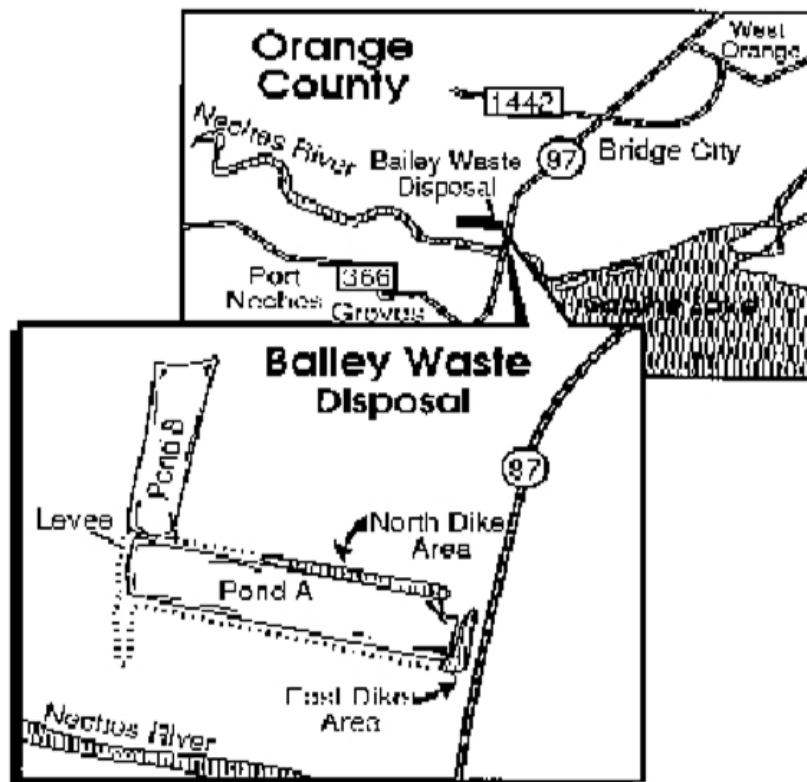 Orange
County
West
Orange
1442
Neches River
97
Bridge City
Bailey Waste
Disposal
Port
Neches
366
Groves
Bailey Waste
Disposal
Pond B
97
Levee
North Dike
Area
Pond A
East Dike
Area
Neches River